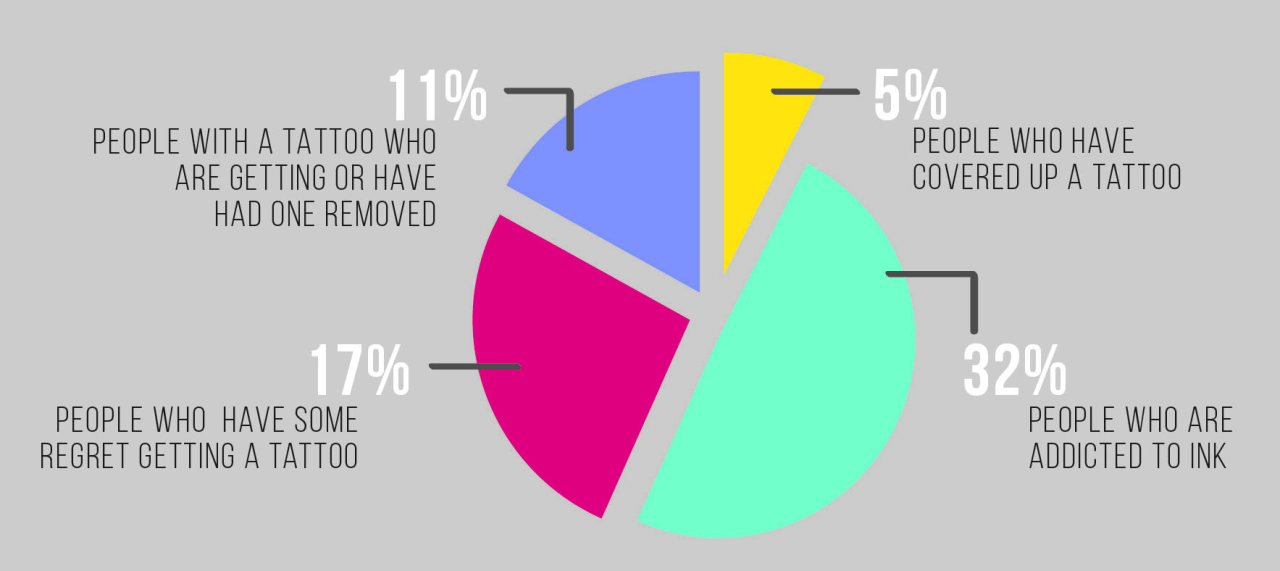 11%
PEOPLE WITH A TATTOO WHO
ARE GETTING OR HAVE
HAD ONE REMOVED
5%
PEOPLE WHO HAVE
COVERED UP A TATTOO
17%
PEOPLE WHO HAVE SOME
REGRET GETTING A TATTOO
32%
PEOPLE WHO ARE
ADDICTED TO INK